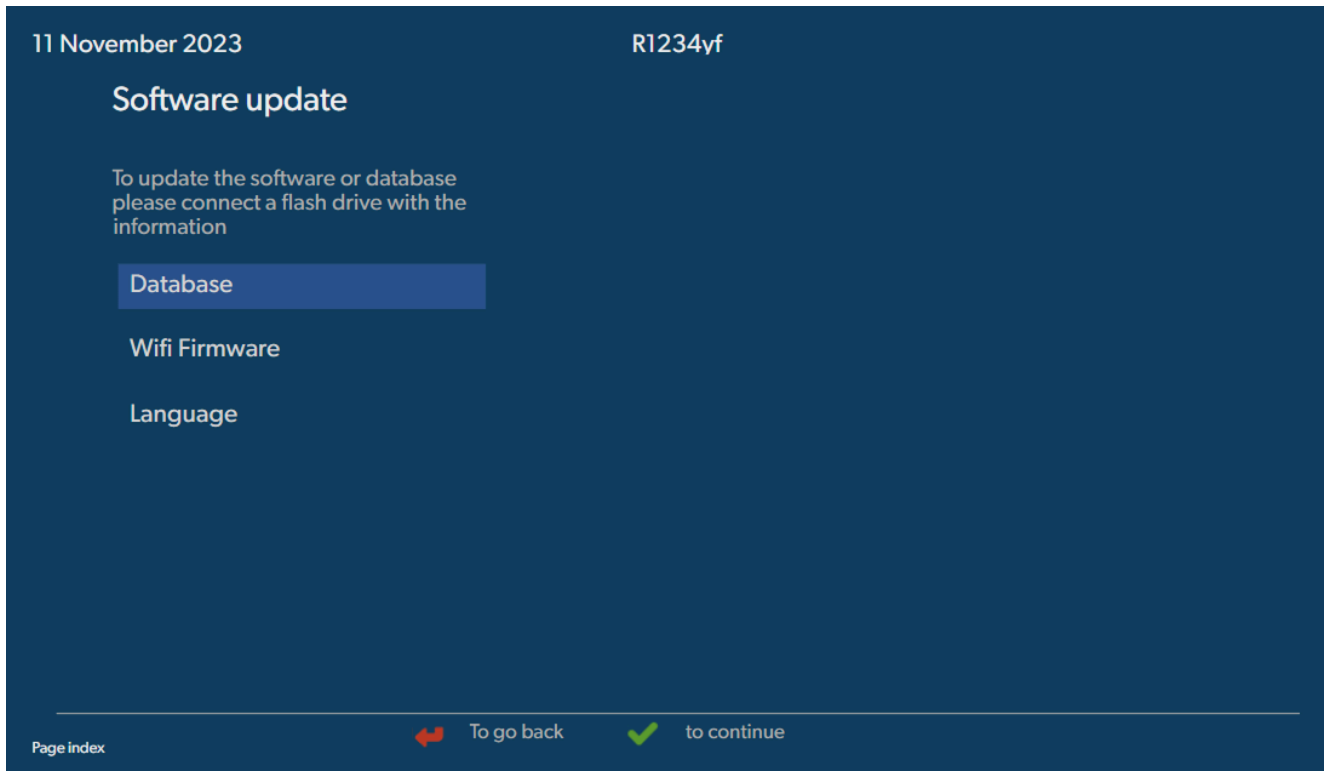 11 November 2023
R1234yf
Software update
To update the software or database
please connect a flash drive with the
information
Database
Wifi Firmware
Language
To go back
to continue
Page index